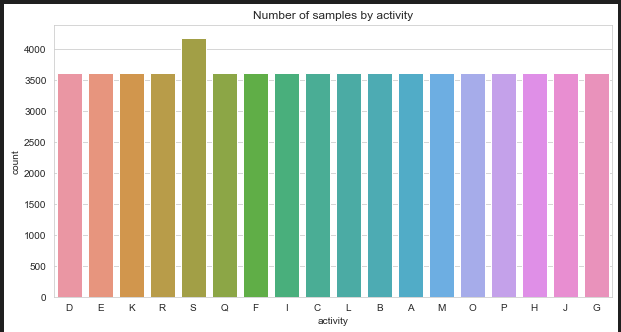 Number of samples by activity
4000
3500
3000
2500
2000
1500
1000
500
0
count
D E K R S Q F I C L B A M O P H J G
activity